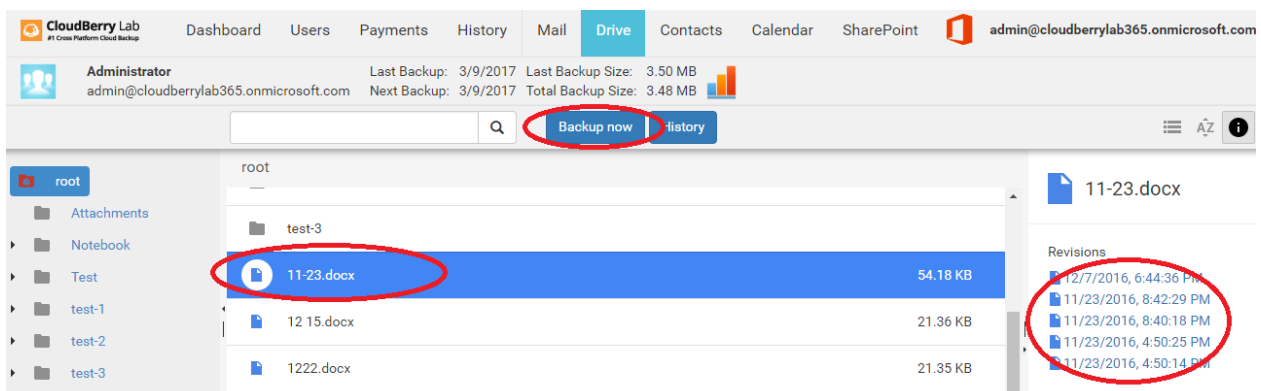 CloudBerry Lab
#1 Cross Platform Cloud Backup
Dashboard Users Payments History Mail Drive Contacts Calendar SharePoint admin@cloudberrylab365.onmicrosoft.com
Administrator Last Backup: 3/9/2017 Last Backup Size: 3.50 MB
admin@cloudberrylab365.onmicrosoft.com Next Backup: 3/9/2017 Total Backup Size: 3.48 MB
Backup now History AZ
root
root
11-23.docx
Attachments
test-3
Notebook
Revisions
Test
11-23.docx 54.18 KB
12/7/2016, 6:44:36 PM
11/23/2016, 8:42:29 PM
test-1
12 15.docx 21.36 KB
11/23/2016, 8:40:18 PM
test-2
11/23/2016, 4:50:25 PM
test-3
1222.docx 21.35 KB
11/23/2016, 4:50:14 PM